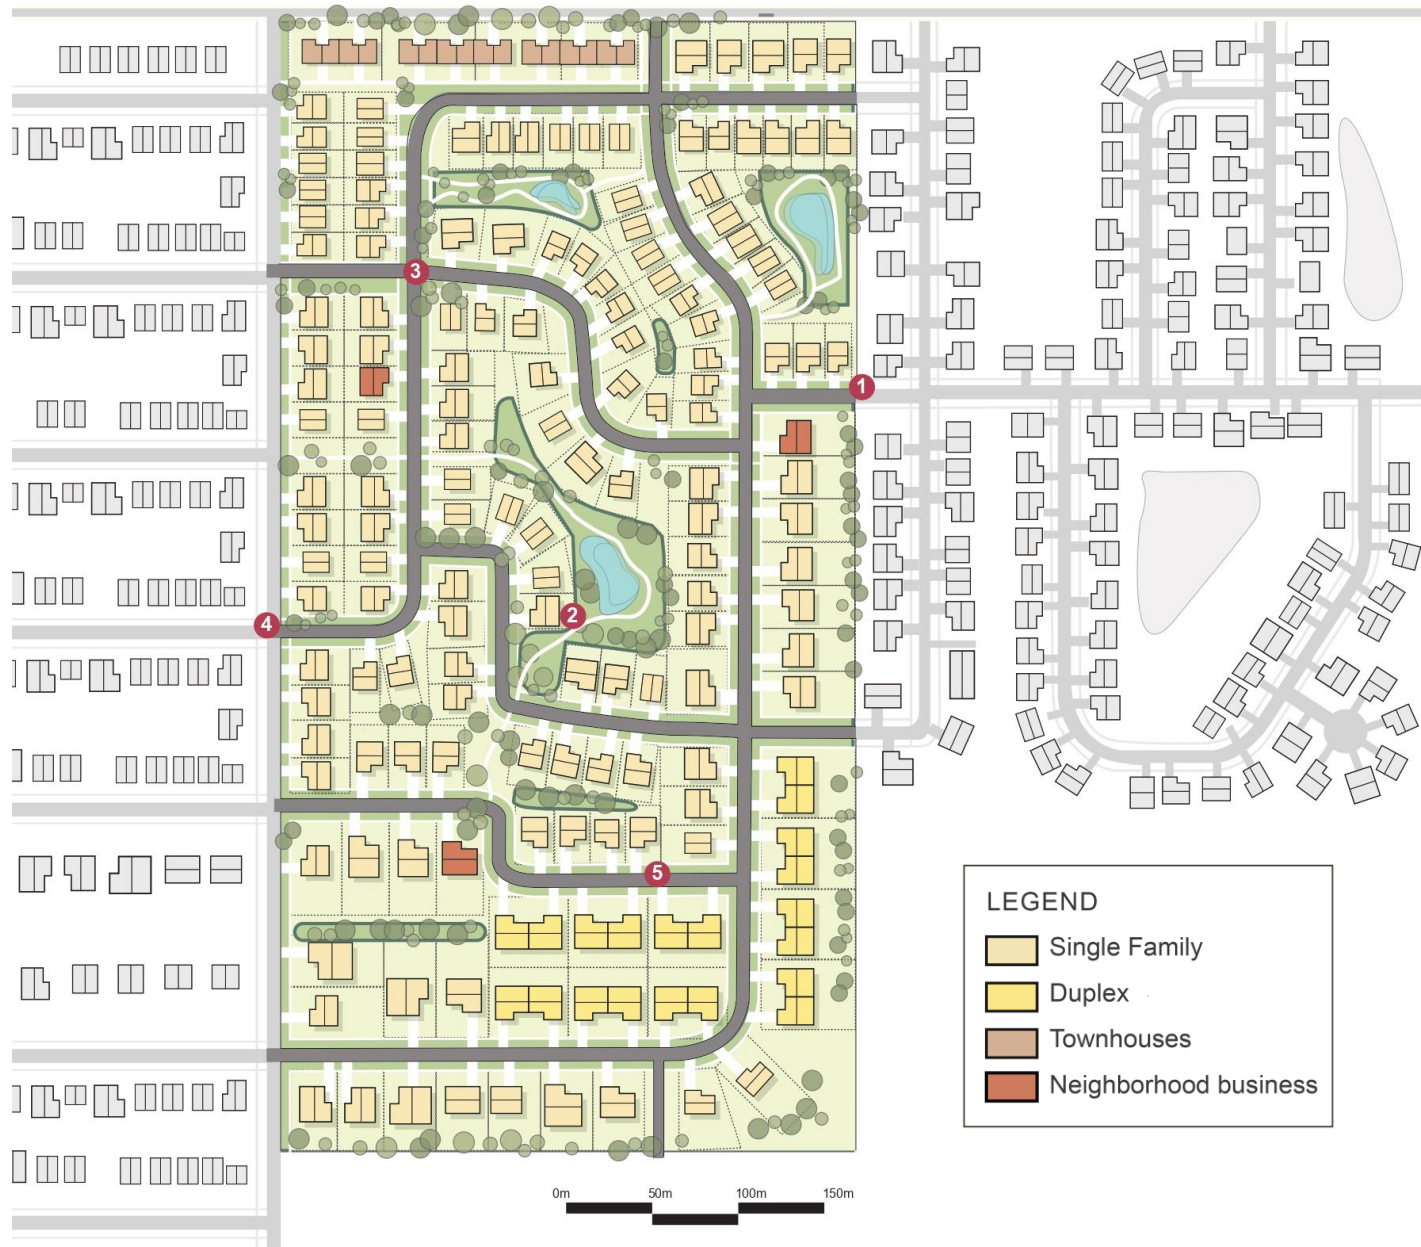 3
1
2
4
5
LEGEND
Single Family
Duplex
Townhouses
Neighborhood business
0m 50m 100m 150m